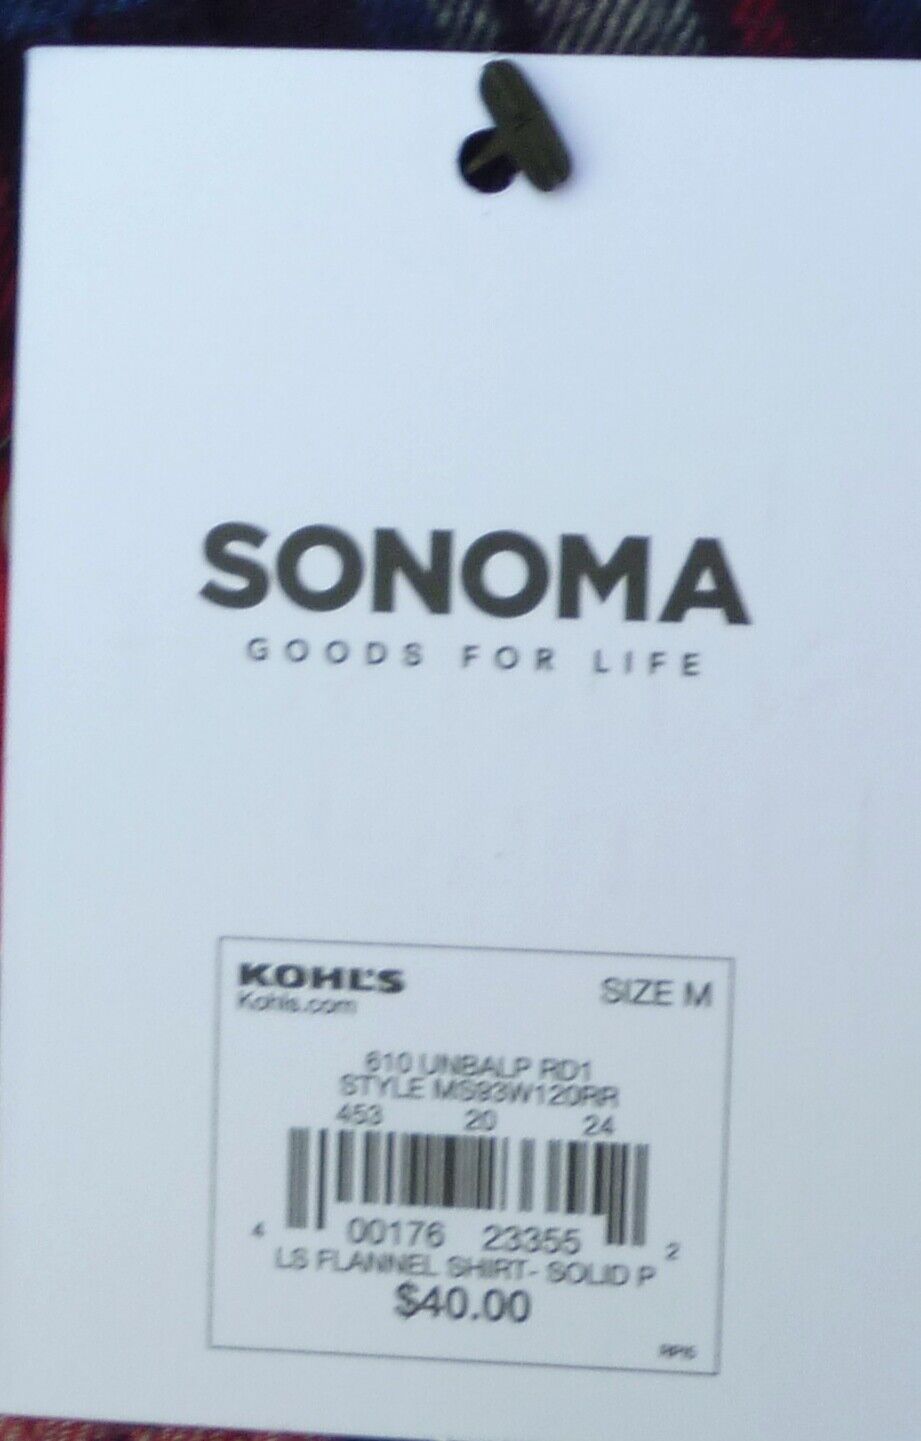 SONOMA
GOODS FOR LIFE
KOHL'S SIZE M
Kohls.com
610 UNBALP RD1
STYLE MS93W120RR
453 20 24
4 00176 23355 2
LS FLANNEL SHIRT- SOLID P
$40.00